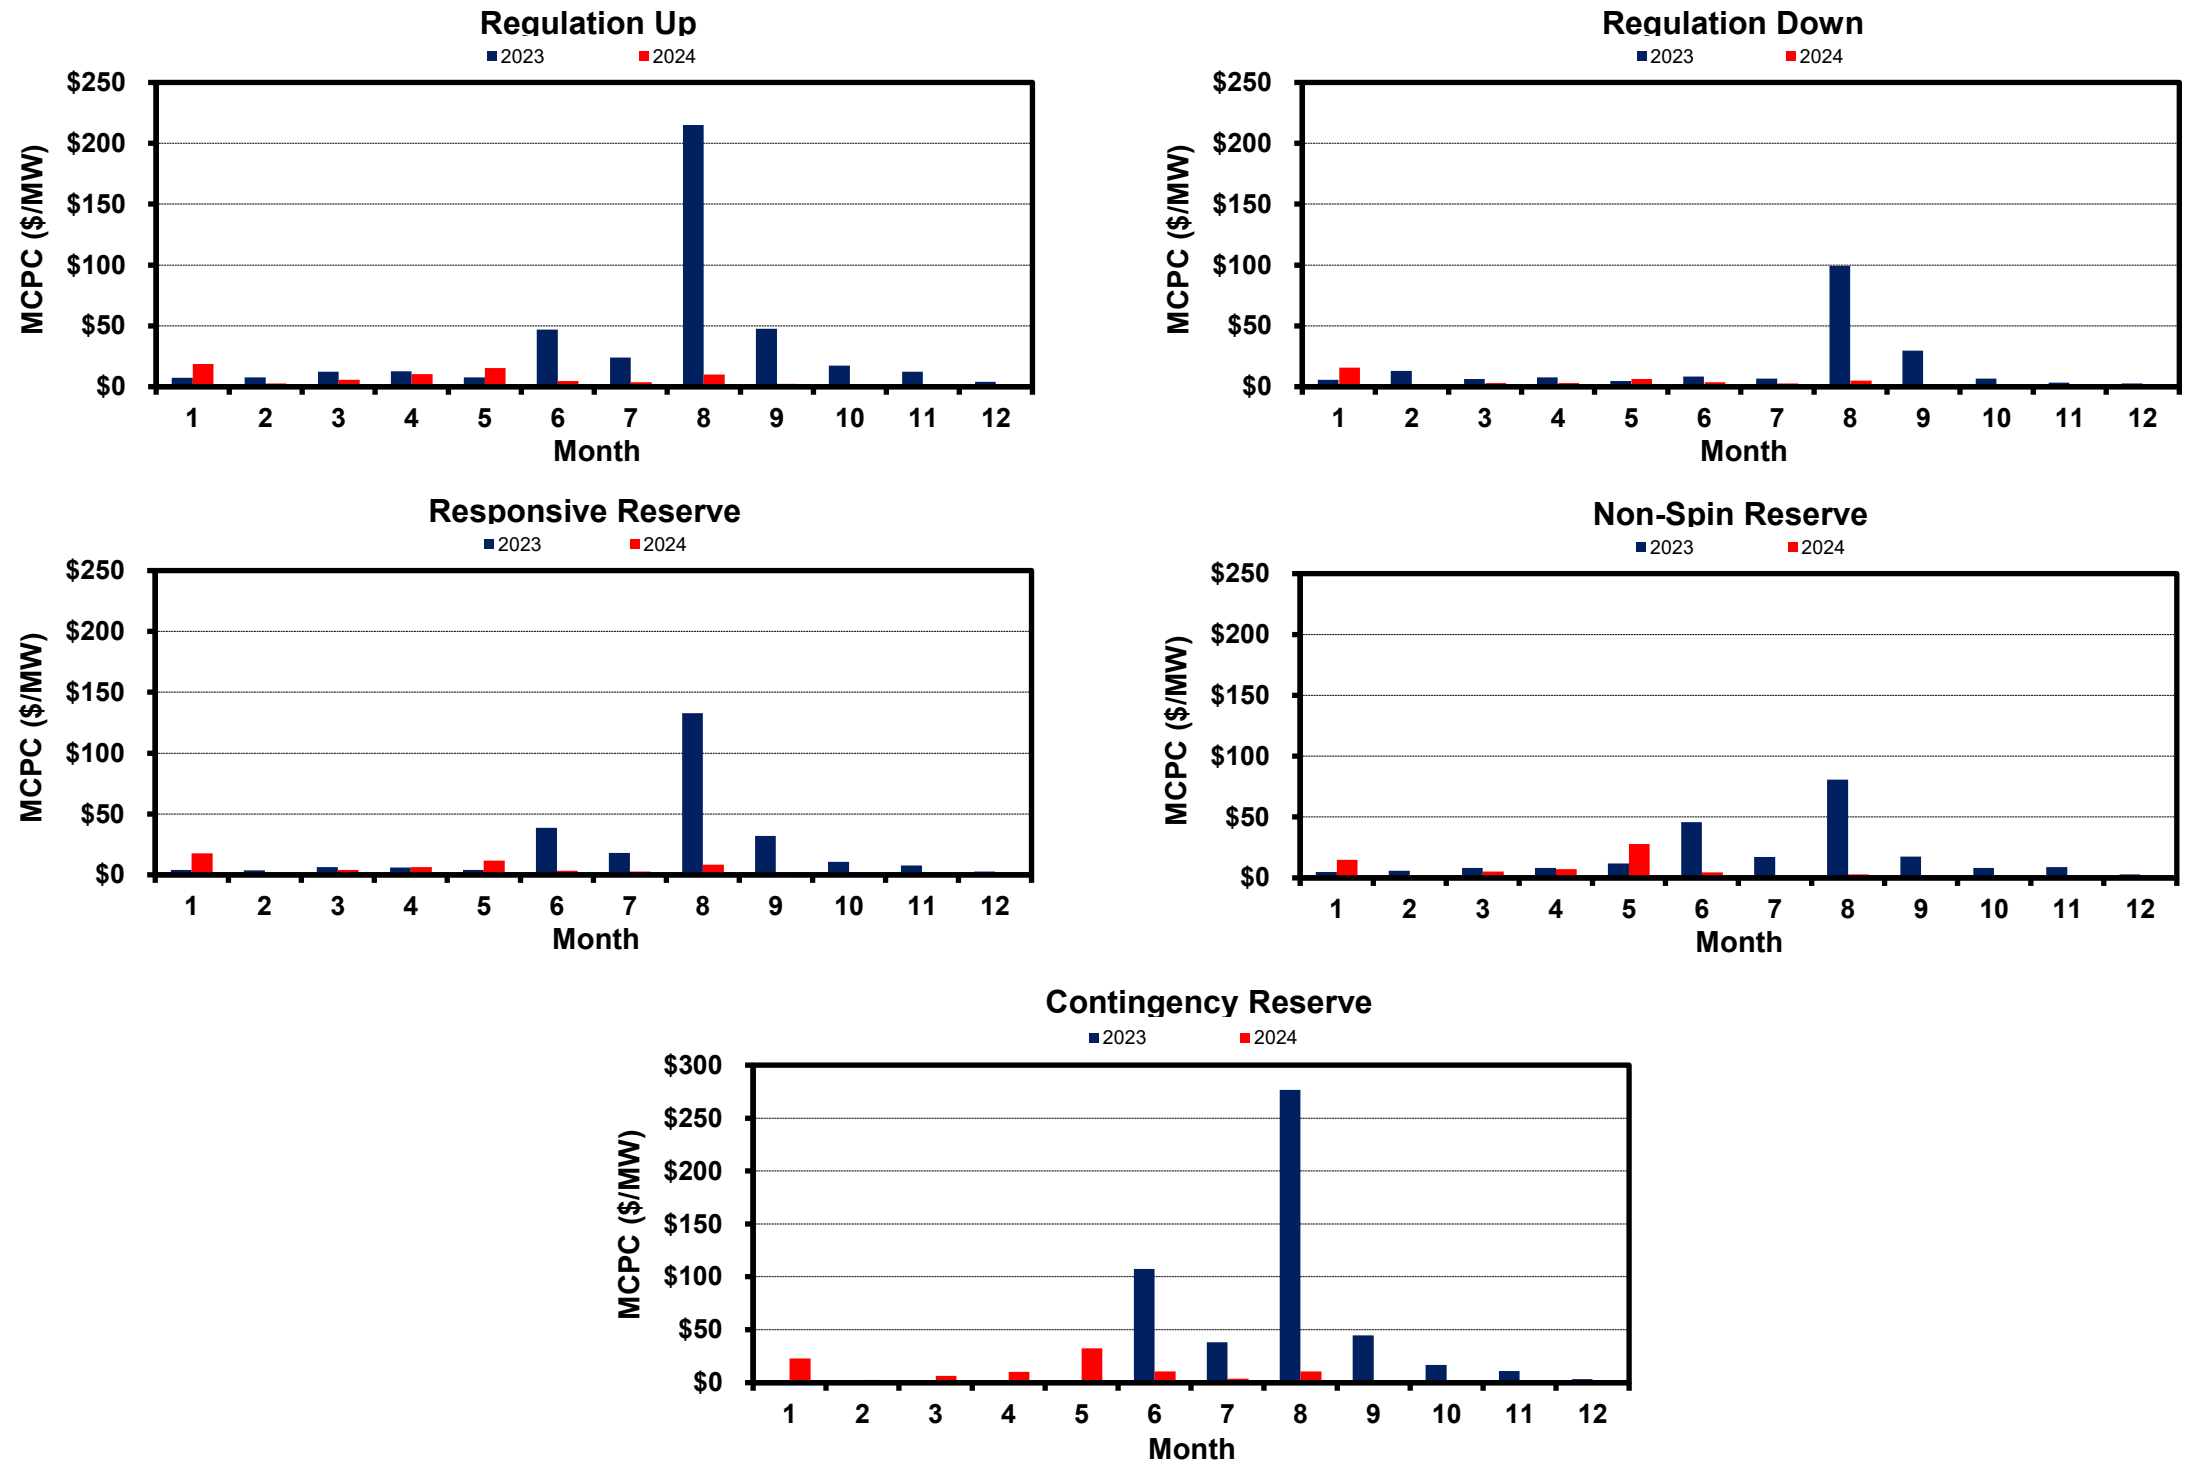 Regulation Up
2023 2024
$250
$200
$150
$100
$50
$0
MCPC ($/MW)
1 2 3 4 5 6 7 8 9 10 11 12
Month
Regulation Down
2023 2024
$250
$200
$150
$100
$50
$0
MCPC ($/MW)
1 2 3 4 5 6 7 8 9 10 11 12
Month
Responsive Reserve
2023 2024
$250
$200
$150
$100
$50
$0
MCPC ($/MW)
1 2 3 4 5 6 7 8 9 10 11 12
Month
Non-Spin Reserve
2023 2024
$250
$200
$150
$100
$50
$0
MCPC ($/MW)
1 2 3 4 5 6 7 8 9 10 11 12
Month
Contingency Reserve
2023 2024
$300
$250
$200
$150
$100
$50
$0
MCPC ($/MW)
1 2 3 4 5 6 7 8 9 10 11 12
Month